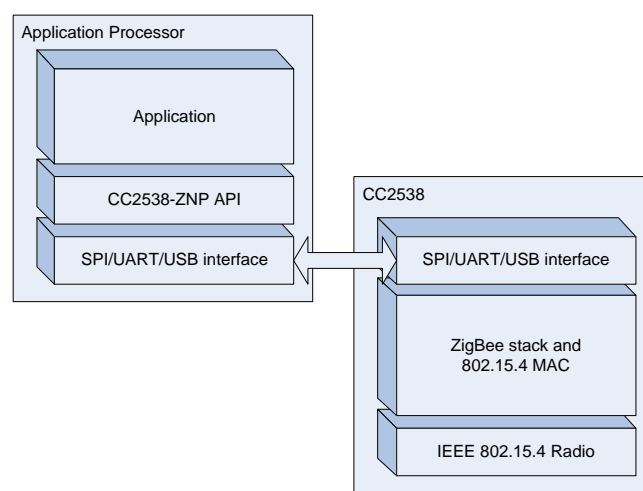 Application Processor
Application
CC2538-ZNP API
SPI/UART/USB interface
CC2538
SPI/UART/USB interface
ZigBee stack and
802.15.4 MAC
IEEE 802.15.4 Radio